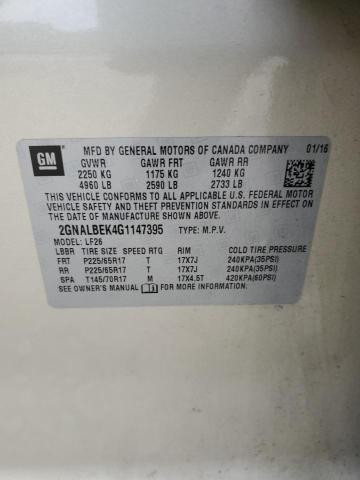 GM
MFD BY GENERAL MOTORS OF CANADA COMPANY 01/16
GVWR GAWR FRT GAWR RR
2250 KG 1175 KG 1240 KG
4960 LB 2590 LB 2733 LB
THIS VEHICLE CONFORMS TO ALL APPLICABLE U.S. FEDERAL MOTOR
VEHICLE SAFETY AND THEFT PREVENTION STANDARDS IN EFFECT ON
THE DATE OF MANUFACTURE SHOWN ABOVE.
2GNALBEK4G1147395 TYPE: M.P.V.
MODEL: LF26
LBBR TIRE SIZE SPEED RTG RIM COLD TIRE PRESSURE
FRT P225/65R17 T 17X7J 240KPA(35PSI)
RR P225/65R17 T 17X7J 240KPA(35PSI)
SPA T145/70R17 M 17X4.5T 420KPA(60PSI)
SEE OWNER'S MANUAL FOR MORE INFORMATION